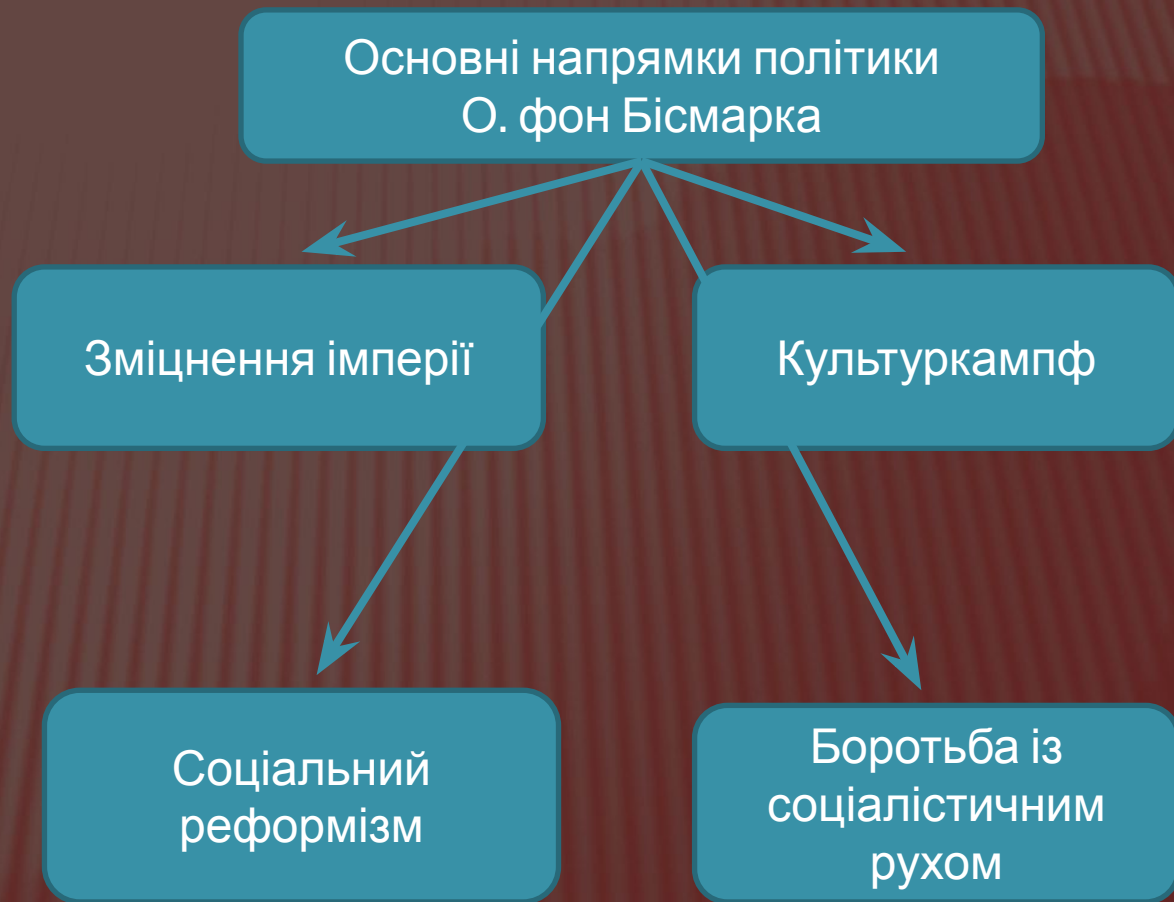 Основні напрямки політики
О. фон Бісмарка
Зміцнення імперії
Культуркампф
Соціальний
реформізм
Боротьба із
соціалістичним
рухом